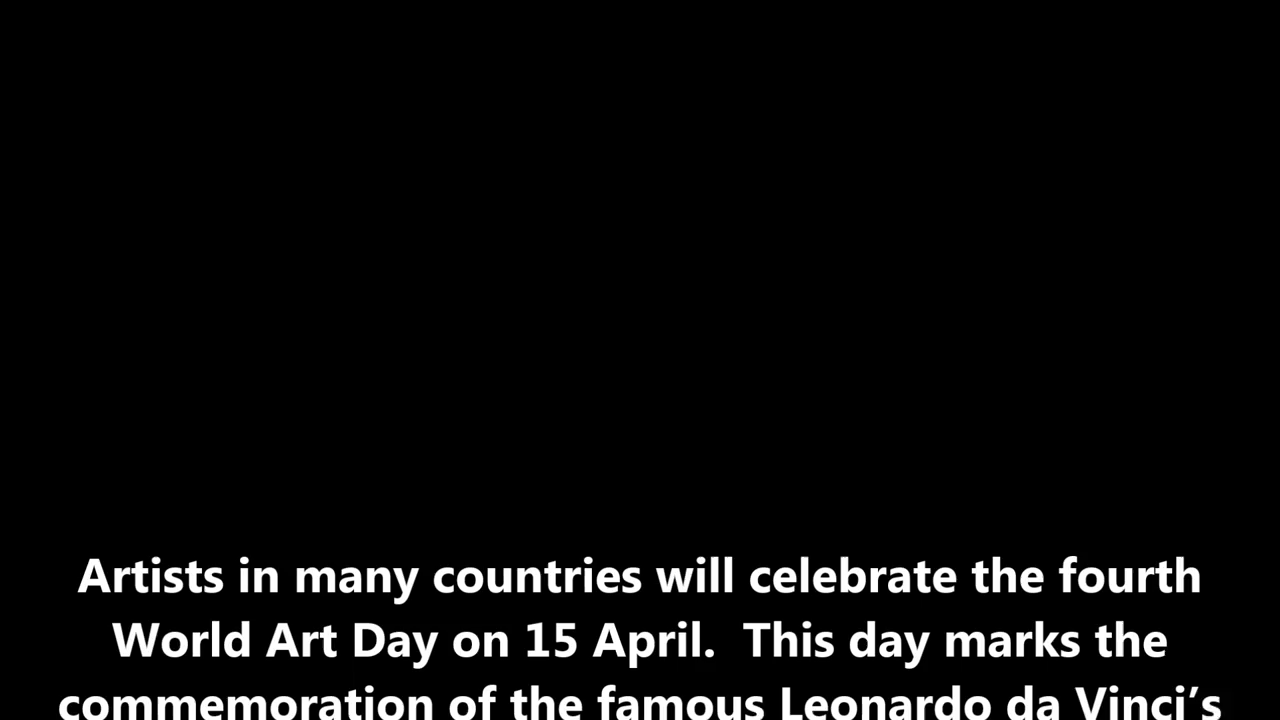 Artists in many countries will celebrate the fourth
World Art Day on 15 April.  This day marks the
commemoration of the famous Leonardo da Vinci’s